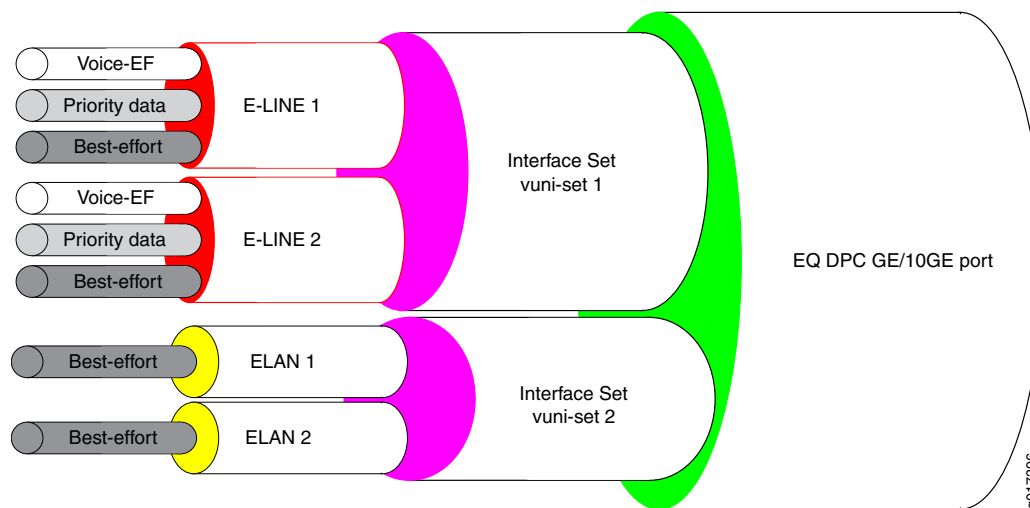 Voice-EF
Priority data
Best-effort
E-LINE 1
Voice-EF
Priority data
Best-effort
E-LINE 2
Interface Set
vuni-set 1
Best-effort
ELAN 1
Best-effort
ELAN 2
Interface Set
vuni-set 2
EQ DPC GE/10GE port